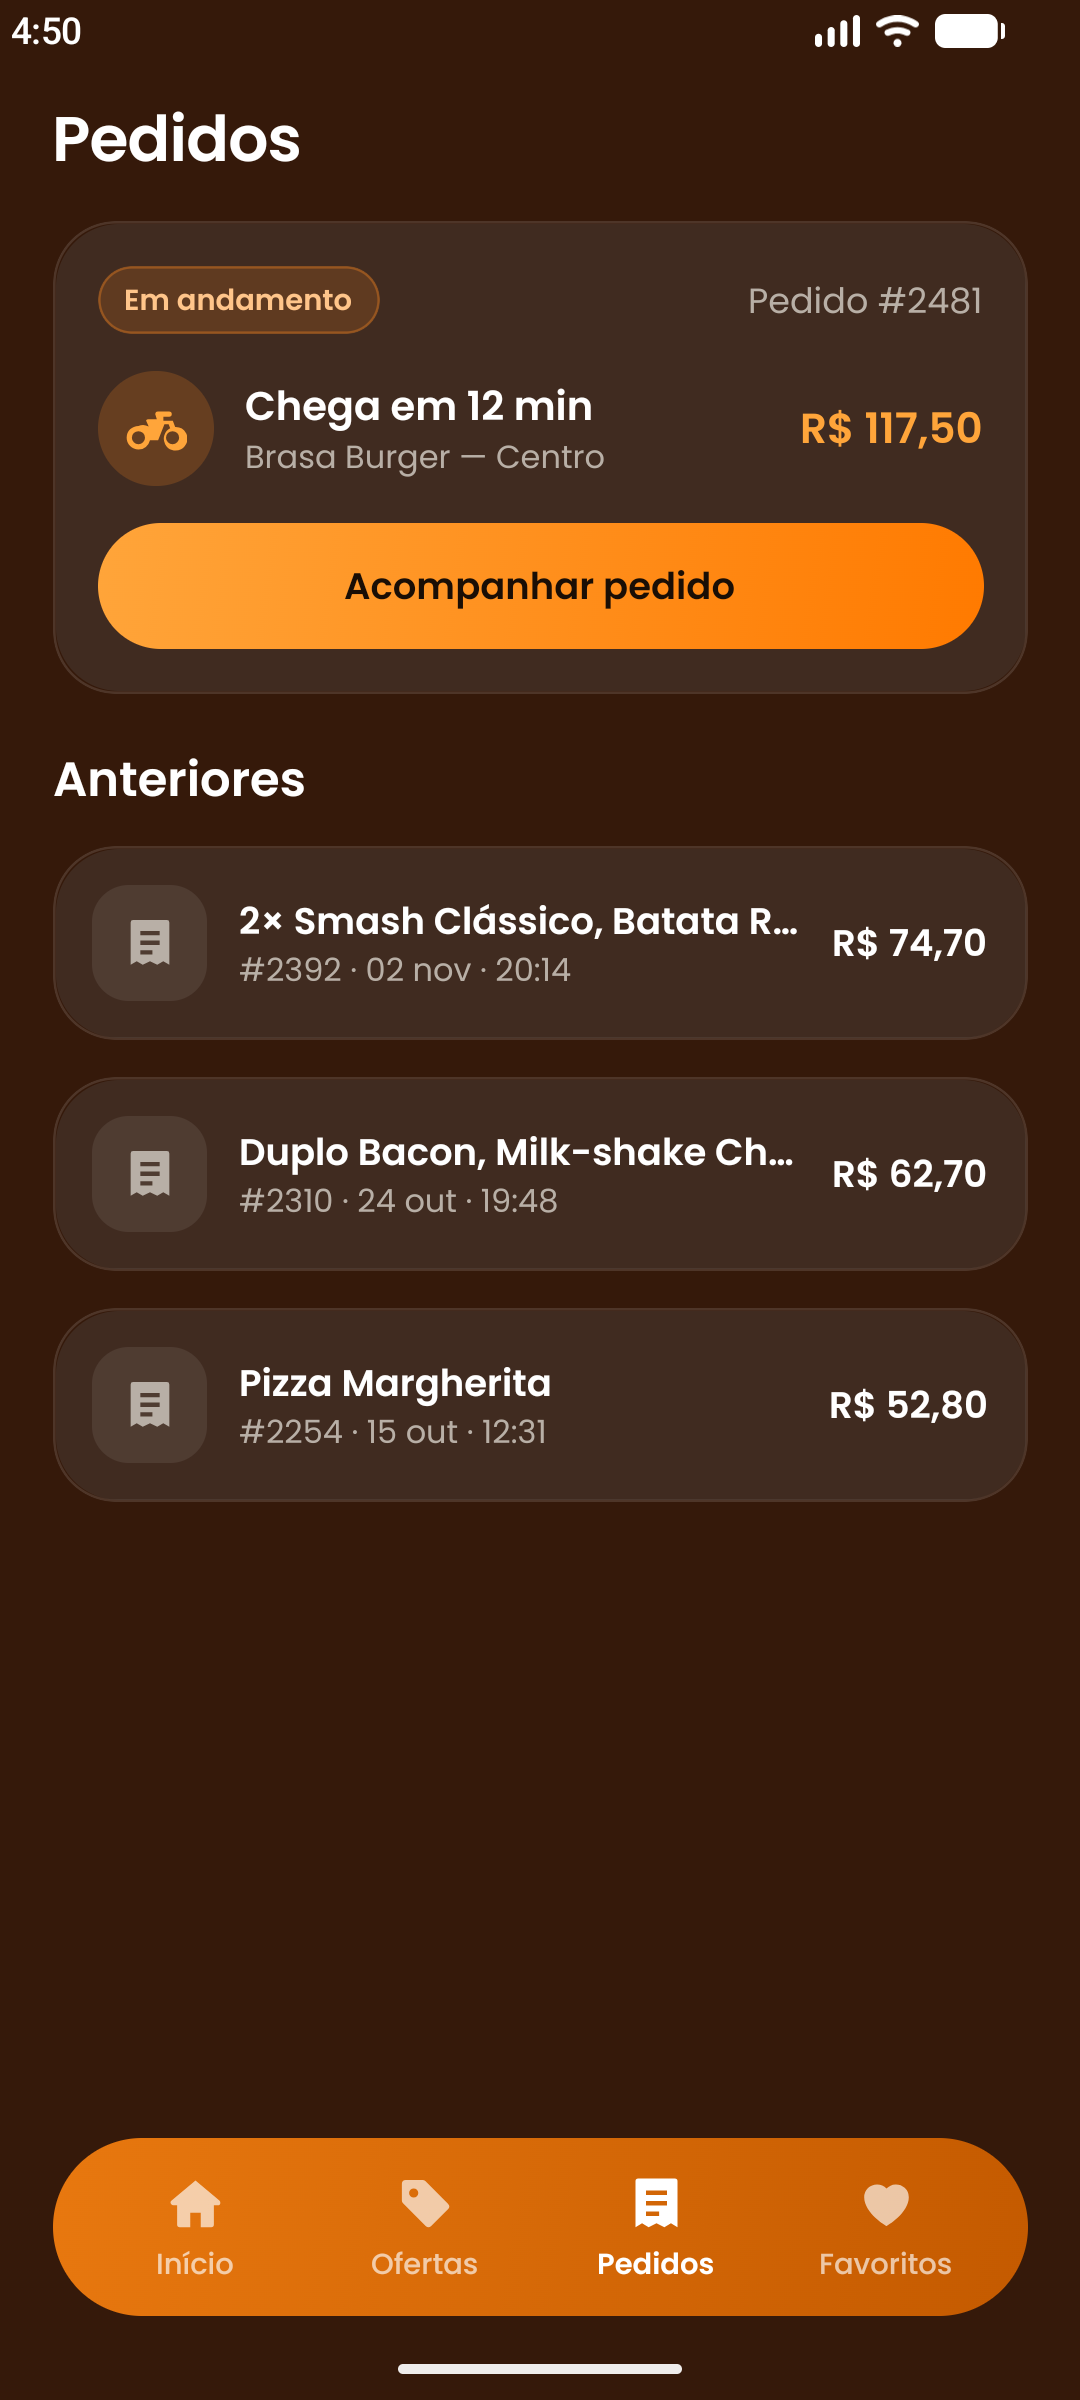 4:50
Pedidos
Em andamento
Pedido #2481
Chega em 12 min
Brasa Burger — Centro
R$ 117,50
Acompanhar pedido
Anteriores
2× Smash Clássico, Batata R...
#2392 · 02 nov · 20:14
R$ 74,70
Duplo Bacon, Milk-shake Ch...
#2310 · 24 out · 19:48
R$ 62,70
Pizza Margherita
#2254 · 15 out · 12:31
R$ 52,80
Início
Ofertas
Pedidos
Favoritos